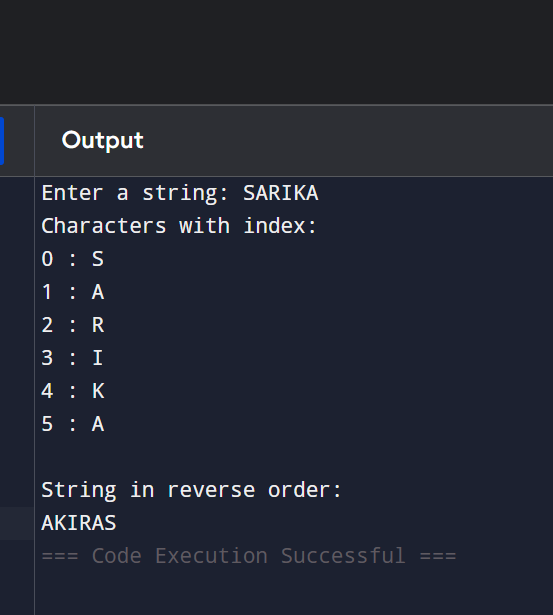 Output
Enter a string: SARIKA
Characters with index:
0 : S
1 : A
2 : R
3 : I
4 : K
5 : A
String in reverse order:
AKIRAS
=== Code Execution Successful ===